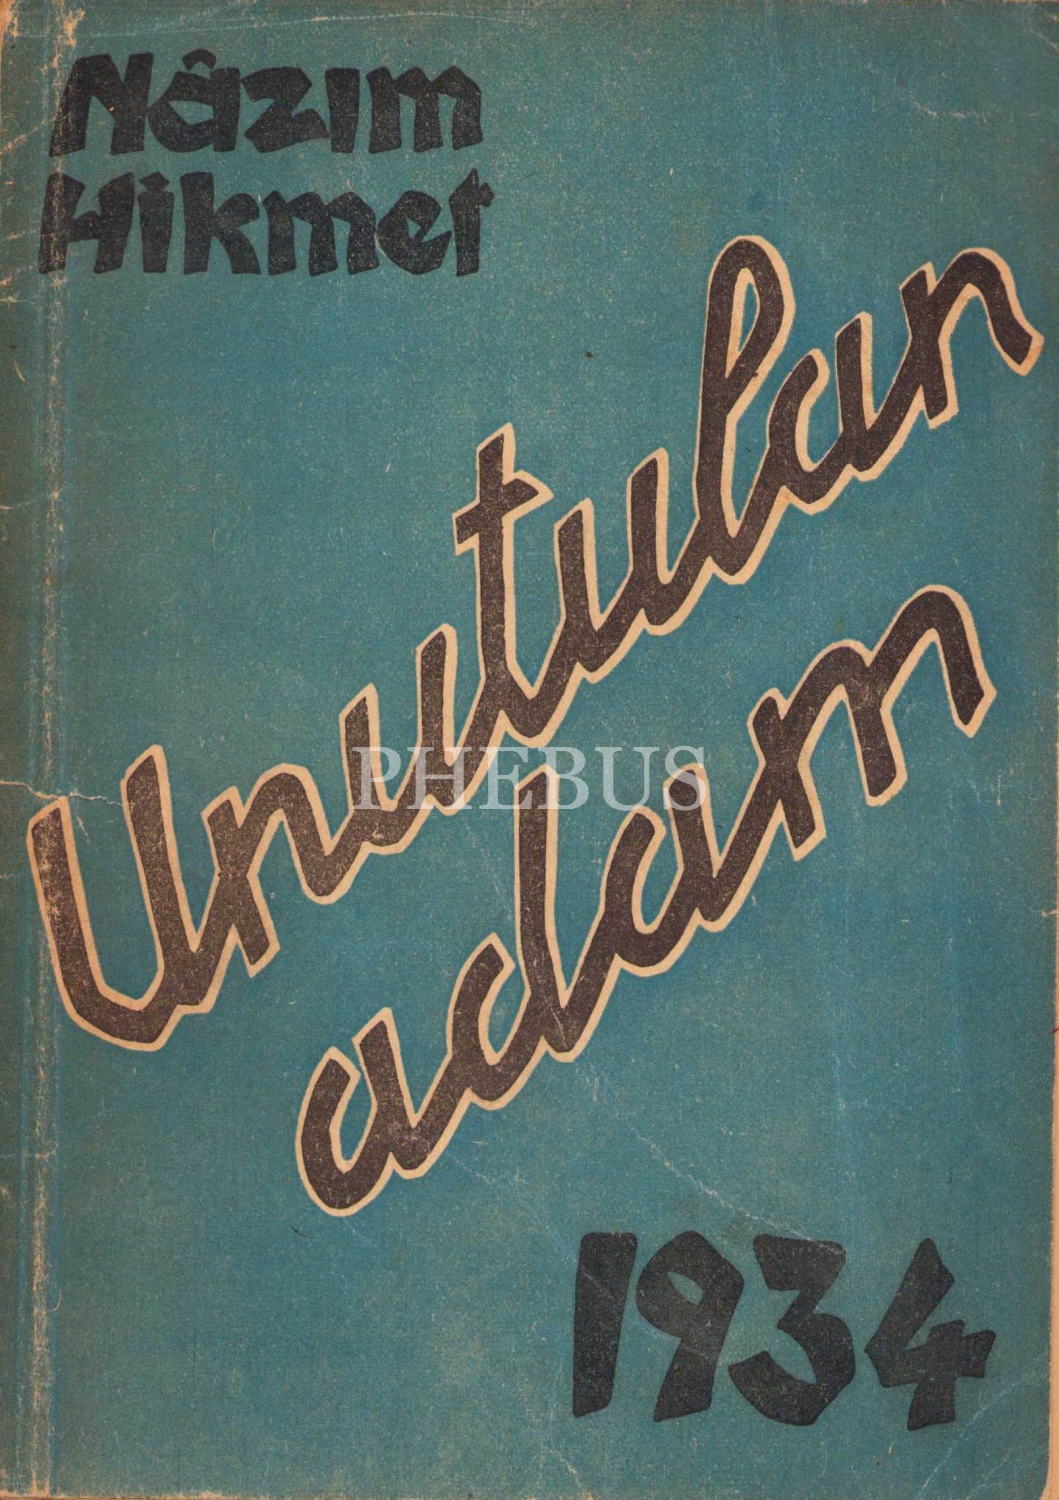 Nâzım
Hikmet
Unutulan
adam
PHEBUS
1934